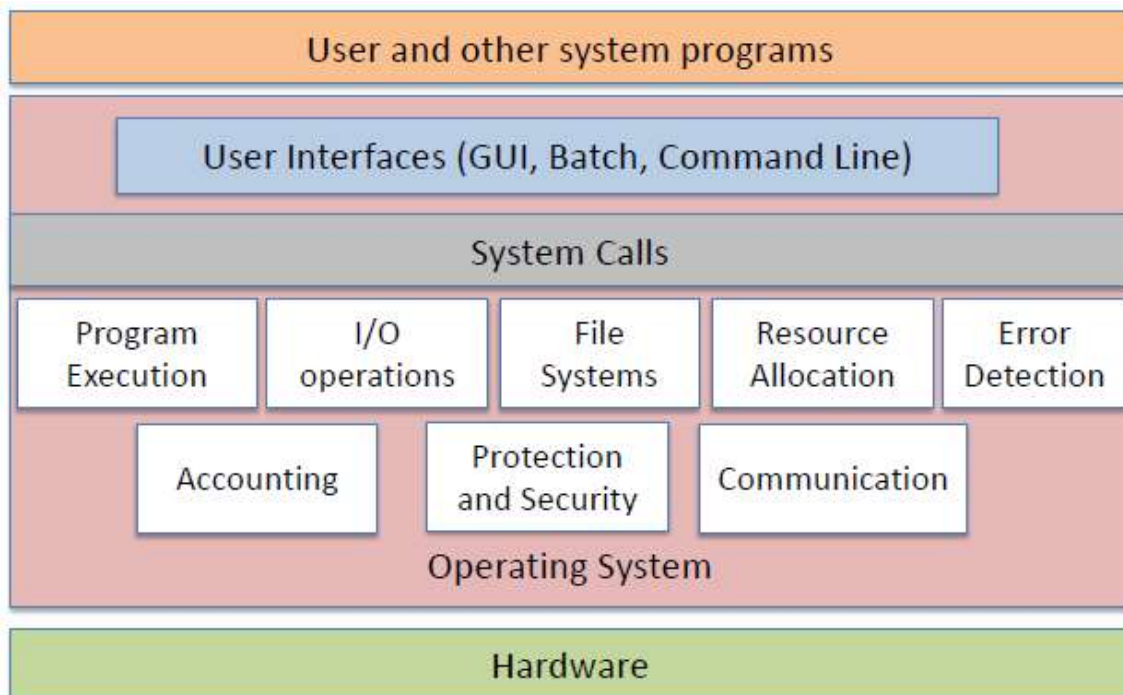 User and other system programs
User Interfaces (GUI, Batch, Command Line)
System Calls
Program
Execution
I/O
operations
File
Systems
Resource
Allocation
Error
Detection
Accounting
Protection
and Security
Communication
Operating System
Hardware